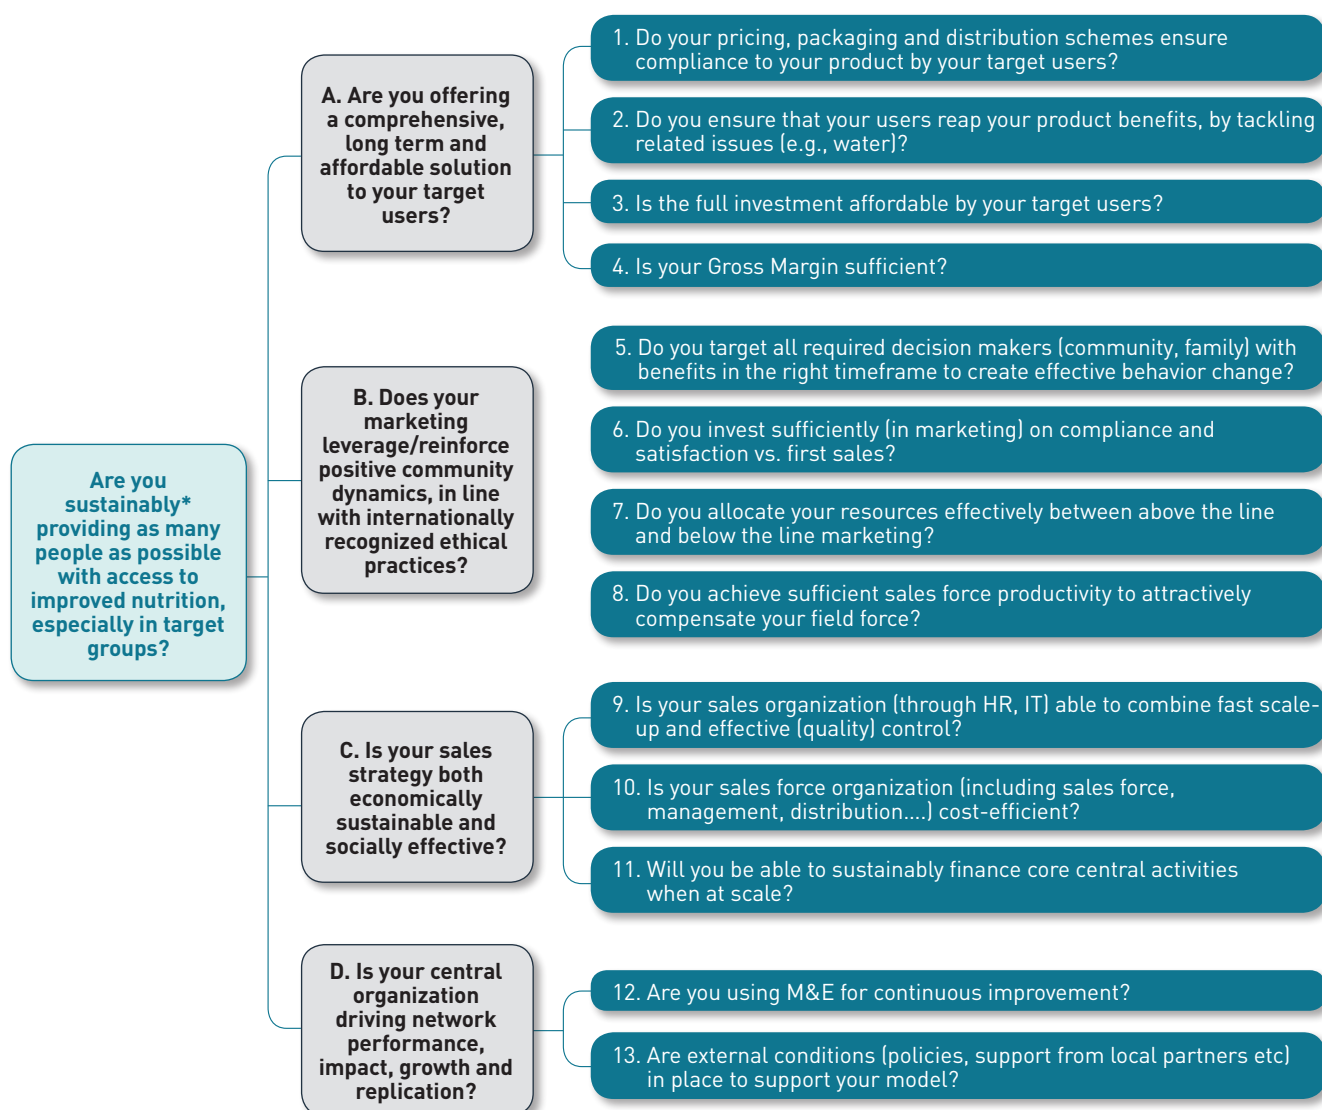 Are you
sustainably*
providing as many
people as possible
with access to
improved nutrition,
especially in target
groups?
A. Are you offering
a comprehensive,
long term and
affordable solution
to your target
users?
1. Do your pricing, packaging and distribution schemes ensure
compliance to your product by your target users?
2. Do you ensure that your users reap your product benefits, by tackling
related issues (e.g., water)?
3. Is the full investment affordable by your target users?
4. Is your Gross Margin sufficient?
B. Does your
marketing
leverage/reinforce
positive community
dynamics, in line
with internationally
recognized ethical
practices?
5. Do you target all required decision makers (community, family) with
benefits in the right timeframe to create effective behavior change?
6. Do you invest sufficiently (in marketing) on compliance and
satisfaction vs. first sales?
7. Do you allocate your resources effectively between above the line
and below the line marketing?
8. Do you achieve sufficient sales force productivity to attractively
compensate your field force?
C. Is your sales
strategy both
economically
sustainable and
socially effective?
9. Is your sales organization (through HR, IT) able to combine fast scale-
up and effective (quality) control?
10. Is your sales force organization (including sales force,
management, distribution....) cost-efficient?
11. Will you be able to sustainably finance core central activities
when at scale?
D. Is your central
organization
driving network
performance,
impact, growth and
replication?
12. Are you using M&E for continuous improvement?
13. Are external conditions (policies, support from local partners etc)
in place to support your model?